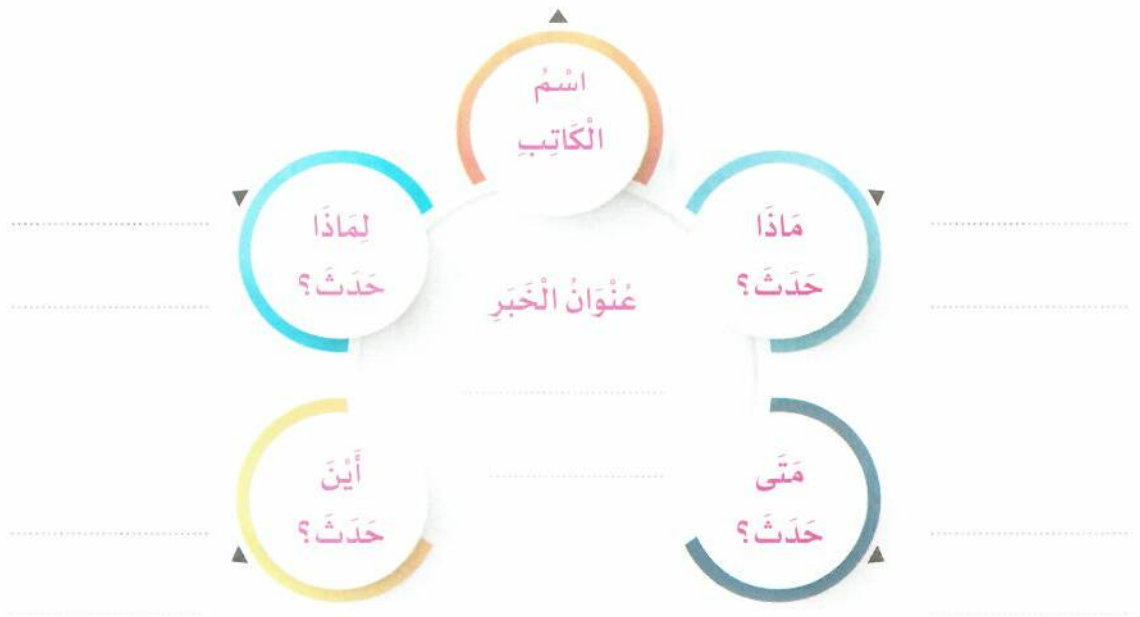 اسْمُ
الْكَاتِبِ
مَاذَا
حَدَثَ؟
لِمَاذَا
حَدَثَ؟
عُنْوَانُ الْخَبَرِ
مَتَى
حَدَثَ؟
أَيْنَ
حَدَثَ؟